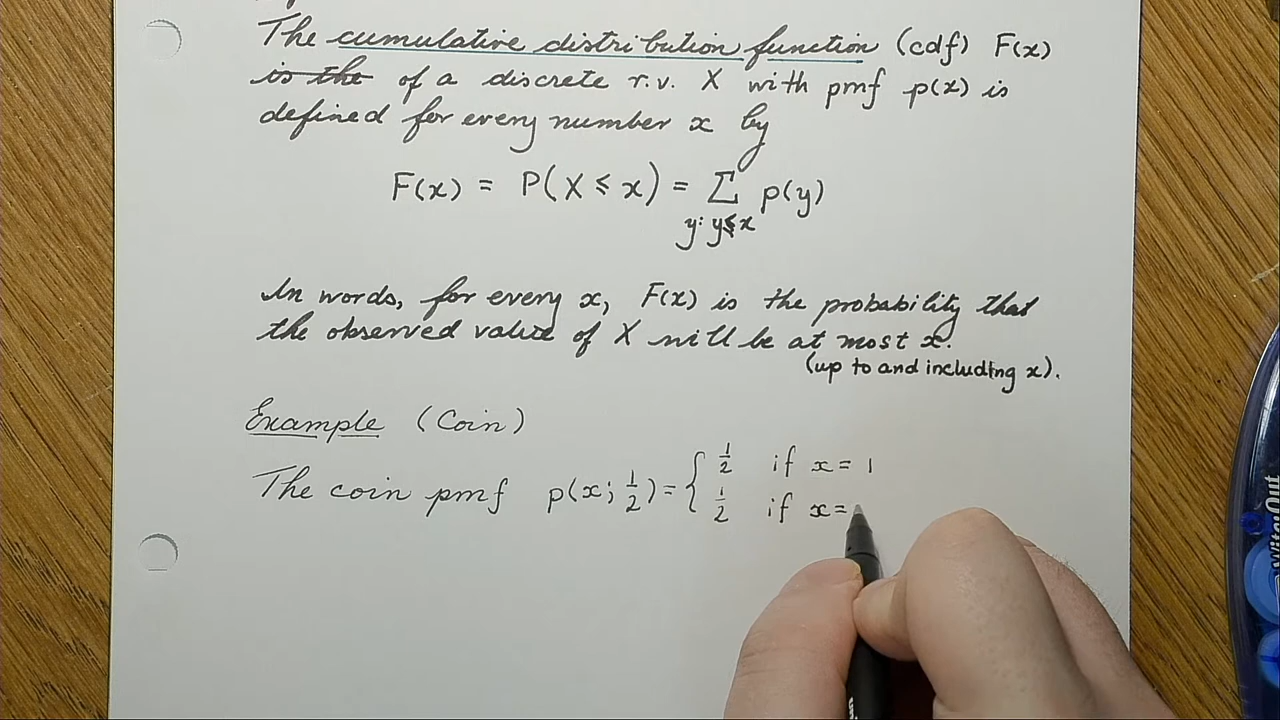 The cumulative distribution function (cdf) F(x)
is the of a discrete r.v. X with pmf p(x) is
defined for every number x by
F(x) = P(X ≤ x) = Σ p(y)
y: y≤x
In words, for every x, F(x) is the probability that
the observed value of X will be at most x.
(up to and including x).
Example (Coin)
The coin pmf p(x; 1/2) = { 1/2 if x = 1
1/2 if x =
Wite Out